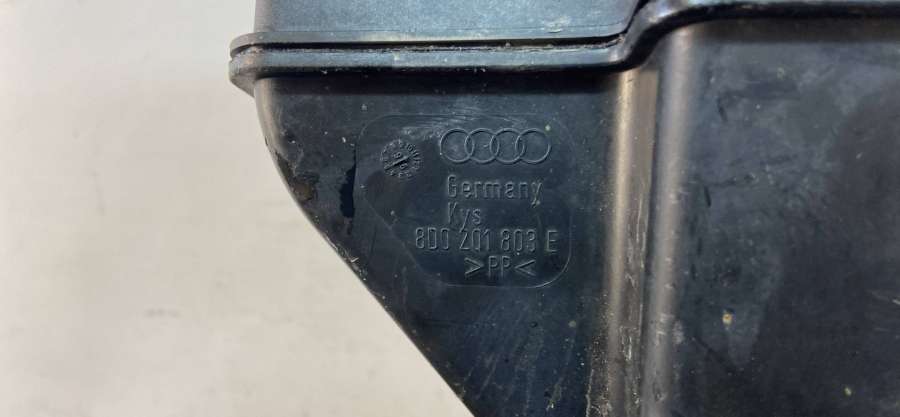 Germany
Kys
8D0 201 803 E
>PP<